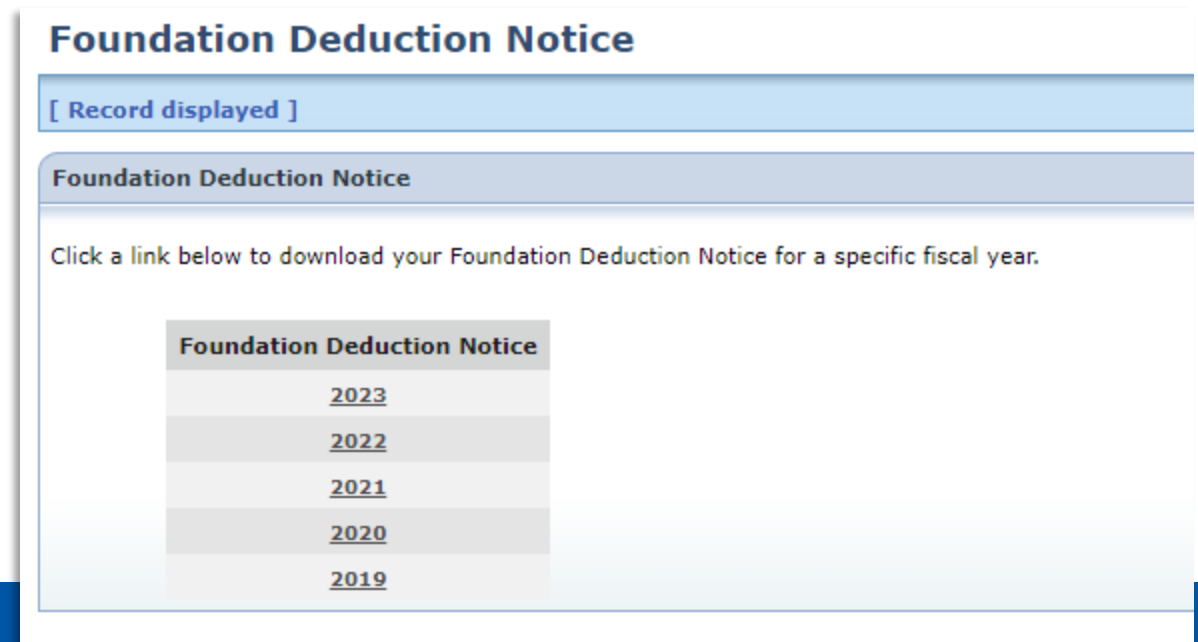 Foundation Deduction Notice
[ Record displayed ]
Foundation Deduction Notice
Click a link below to download your Foundation Deduction Notice for a specific fiscal year.
Foundation Deduction Notice
2023
2022
2021
2020
2019